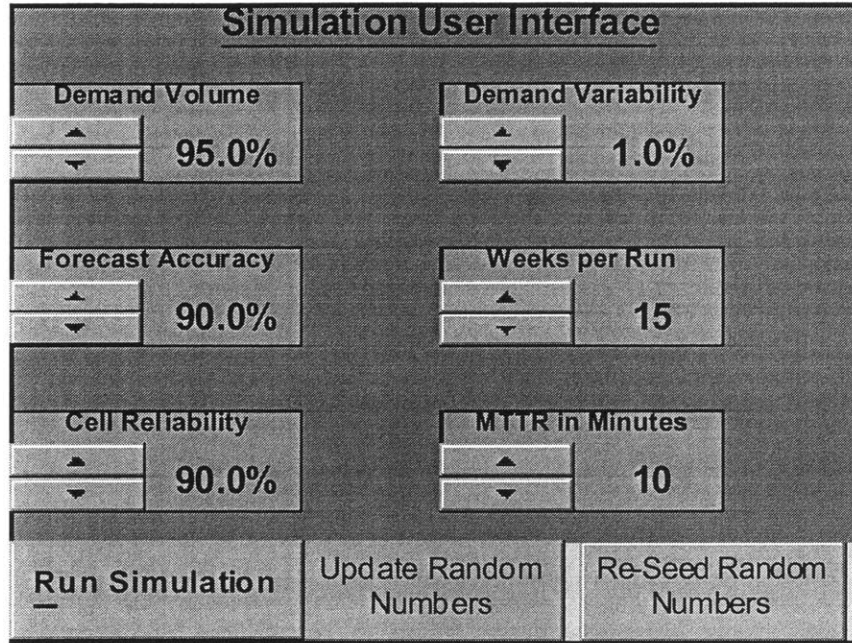 Simulation User Interface
Demand Volume
95.0%
Demand Variability
1.0%
Forecast Accuracy
90.0%
Weeks per Run
15
Cell Reliability
90.0%
MTTR in Minutes
10
Run Simulation
Update Random
Numbers
Re-Seed Random
Numbers